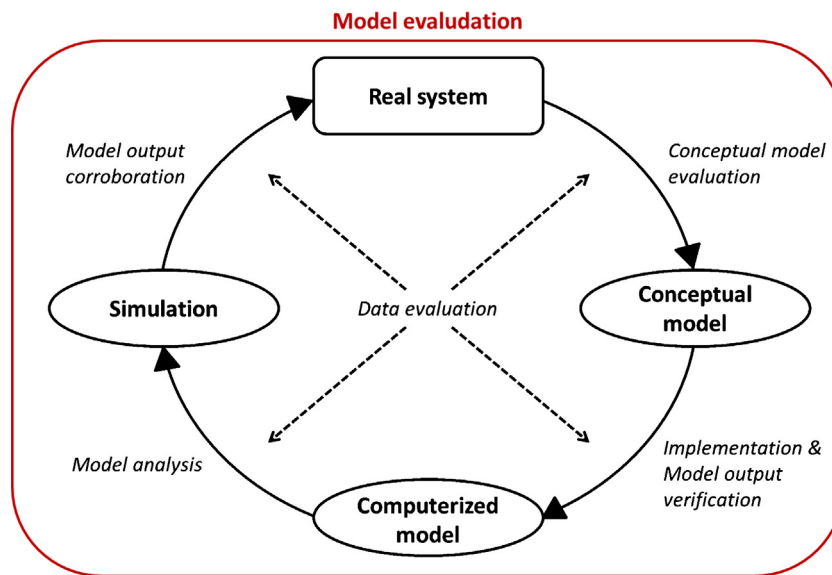 Model evaludation
Real system
Model output
corroboration
Conceptual model
evaluation
Simulation
Data evaluation
Conceptual
model
Model analysis
Implementation &
Model output
verification
Computerized
model